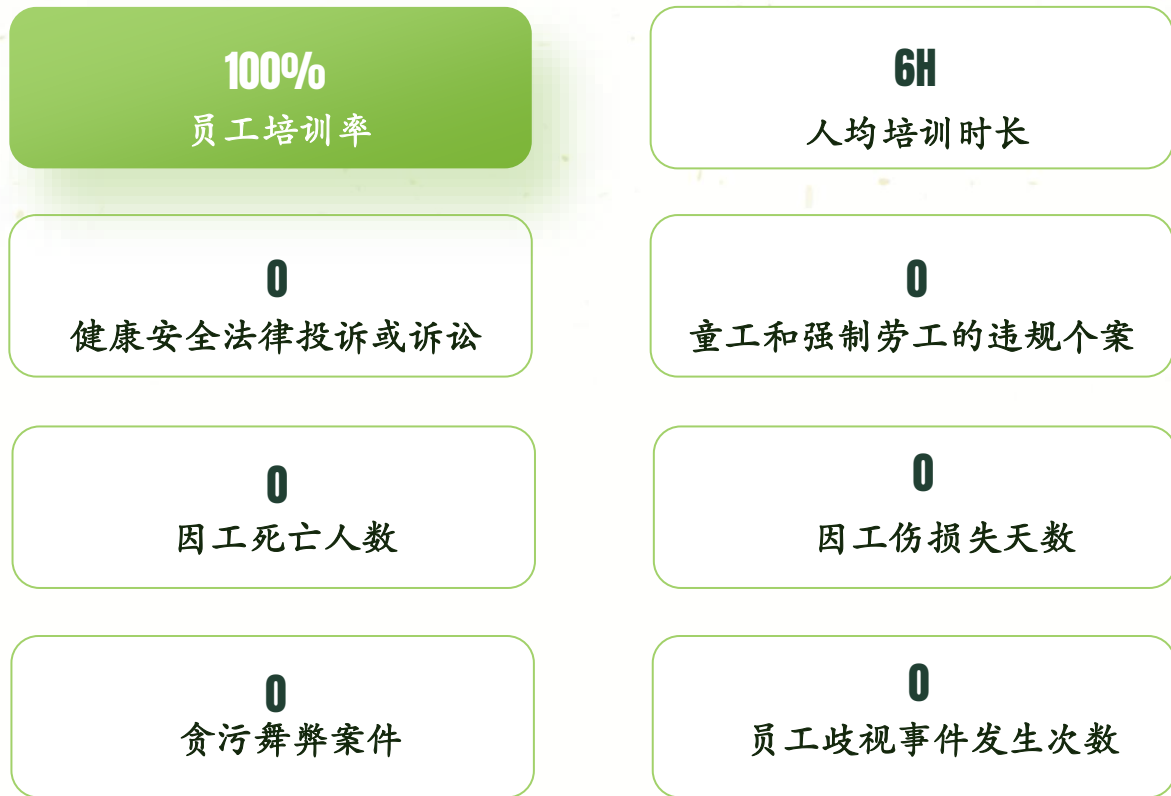 100%
员工培训率
6H
人均培训时长
0
健康安全法律投诉或诉讼
0
童工和强制劳工的违规个案
0
因工死亡人数
0
因工伤损失天数
0
贪污舞弊案件
0
员工歧视事件发生次数